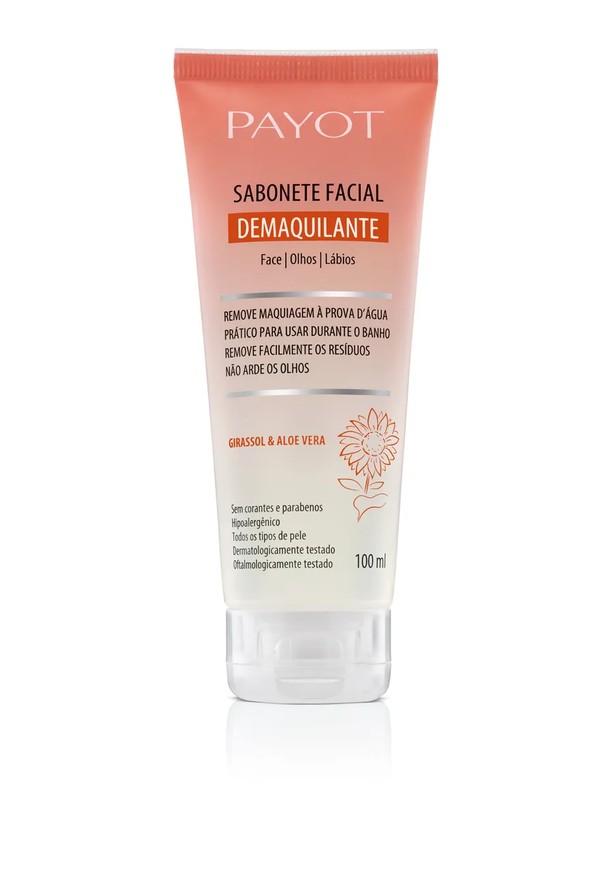 PAYOT
SABONETE FACIAL
DEMAQUILANTE
Face | Olhos | Lábios
REMOVE MAQUIAGEM À PROVA D'ÁGUA
PRÁTICO PARA USAR DURANTE O BANHO
REMOVE FACILMENTE OS RESÍDUOS
NÃO ARDE OS OLHOS
GIRASSOL & ALOE VERA
Sem corantes e parabenos
Hipoalergênico
Todos os tipos de pele
Dermatologicamente testado
Oftalmologicamente testado
100 ml